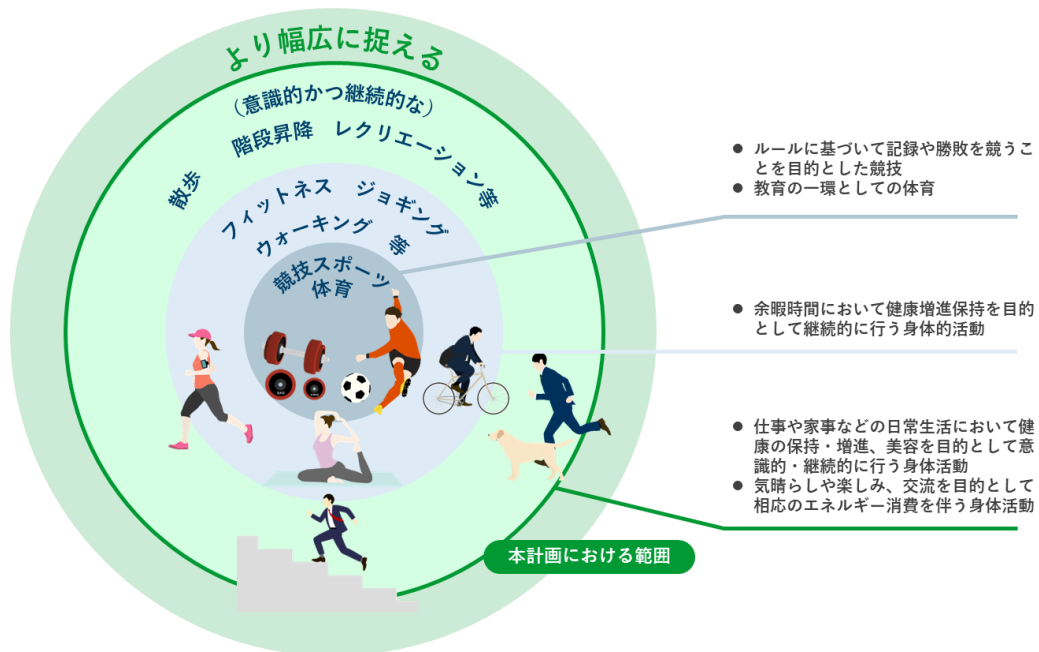 より幅広に捉える
（意識的かつ継続的な）
散歩　階段昇降　レクリエーション等
フィットネス　ジョギング
ウォーキング　等
競技スポーツ
体育
● ルールに基づいて記録や勝敗を競うこ
とを目的とした競技
● 教育の一環としての体育
● 余暇時間において健康増進保持を目的
として継続的に行う身体的活動
● 仕事や家事などの日常生活において健
康の保持・増進、美容を目的として意
識的・継続的に行う身体活動
● 気晴らしや楽しみ、交流を目的として
相応のエネルギー消費を伴う身体活動
本計画における範囲